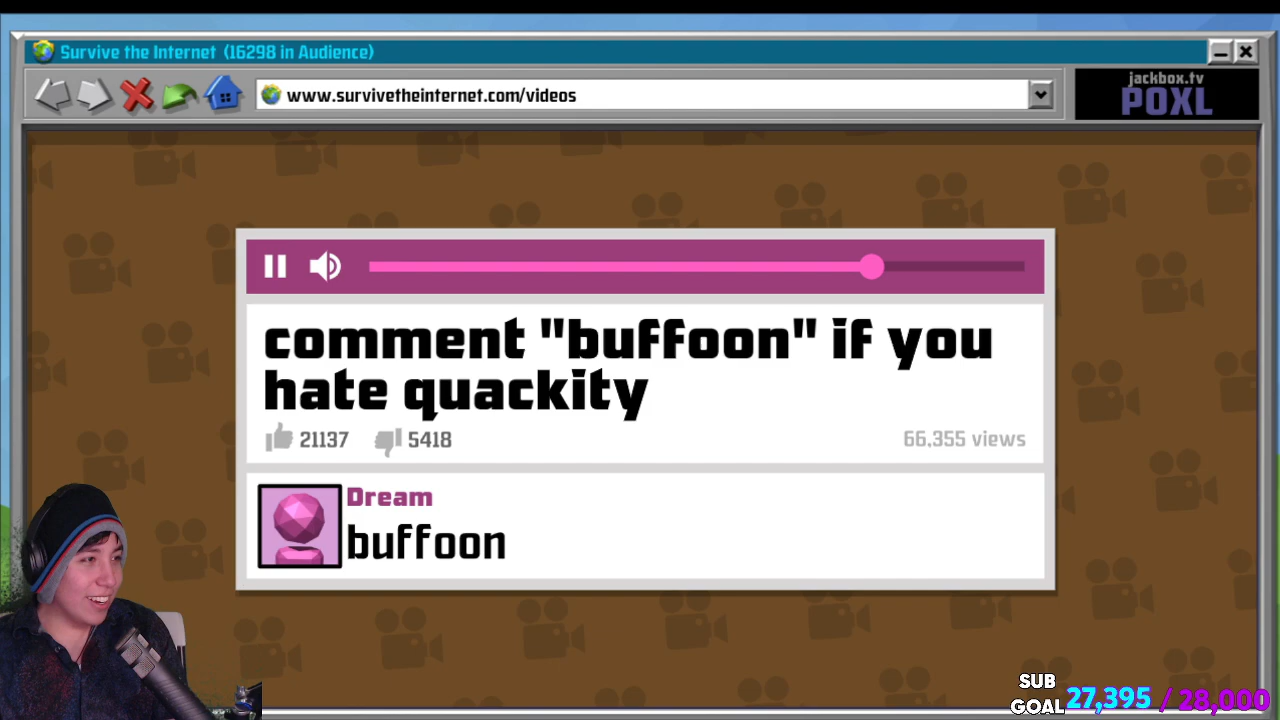 Survive the Internet (16298 in Audience)
www.survivetheinternet.com/videos
jackbox.tv
POXL
comment "buffoon" if you
hate quackity
21137 5418 66,355 views
Dream
buffoon
SUB
GOAL 27,395 / 28,000